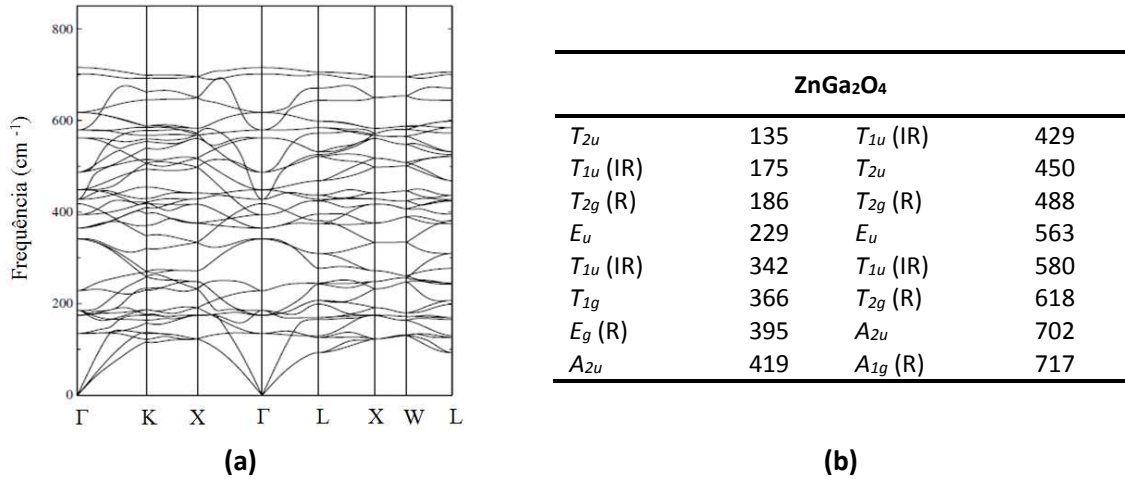 Frequência (cm -1)
800
600
400
200
0
Γ K X Γ L X W L
(a)
ZnGa₂O₄
T2u 135 T1u (IR) 429
T1u (IR) 175 T2u 450
T2g (R) 186 T2g (R) 488
Eu 229 Eu 563
T1u (IR) 342 T1u (IR) 580
T1g 366 T2g (R) 618
Eg (R) 395 A2u 702
A2u 419 A1g (R) 717
(b)